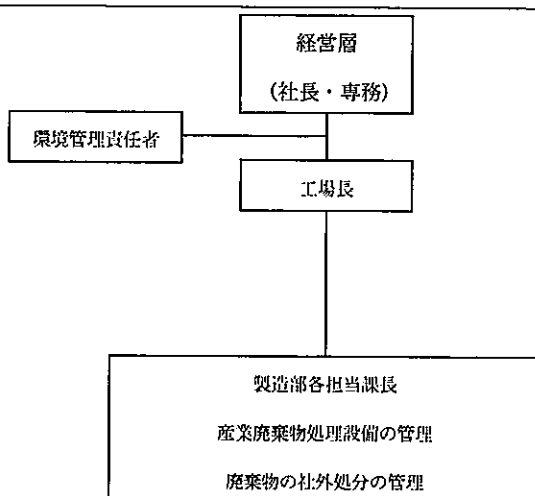 経営層
(社長・専務)
環境管理責任者
工場長
製造部各担当課長
産業廃棄物処理設備の管理
廃棄物の社外処分の管理